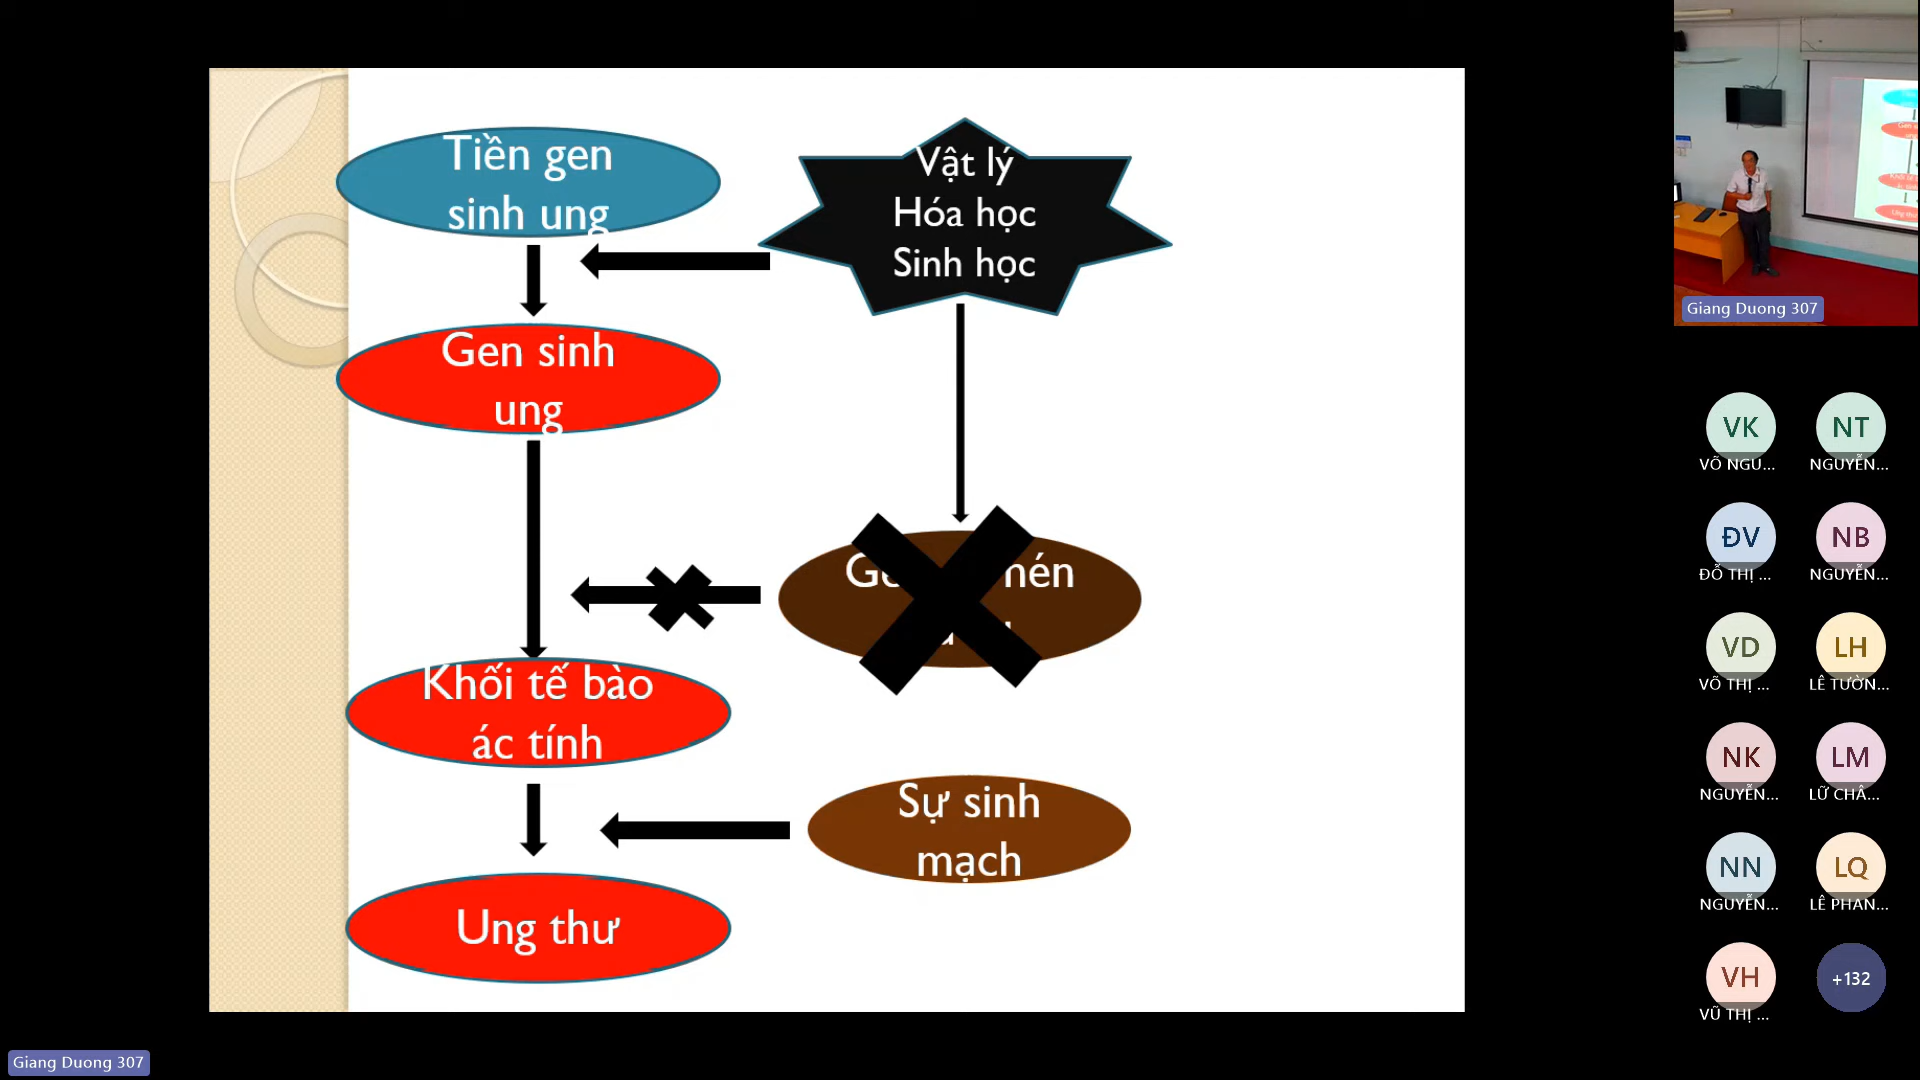 Tiền gen
sinh ung
Vật lý
Hóa học
Sinh học
Gen sinh
ung
Khối tế bào
ác tính
Sự sinh
mạch
Ung thư
Giang Duong 307
VK
NT
VÕ NGU...
NGUYỄN...
ĐV
NB
ĐỖ THỊ ...
NGUYỄN...
VD
LH
VÕ THỊ ...
LÊ TƯỜN...
NK
LM
NGUYỄN...
LỮ CHÂ...
NN
LQ
NGUYỄN...
LÊ PHAN...
VH
+132
VŨ THỊ ...
Giang Duong 307